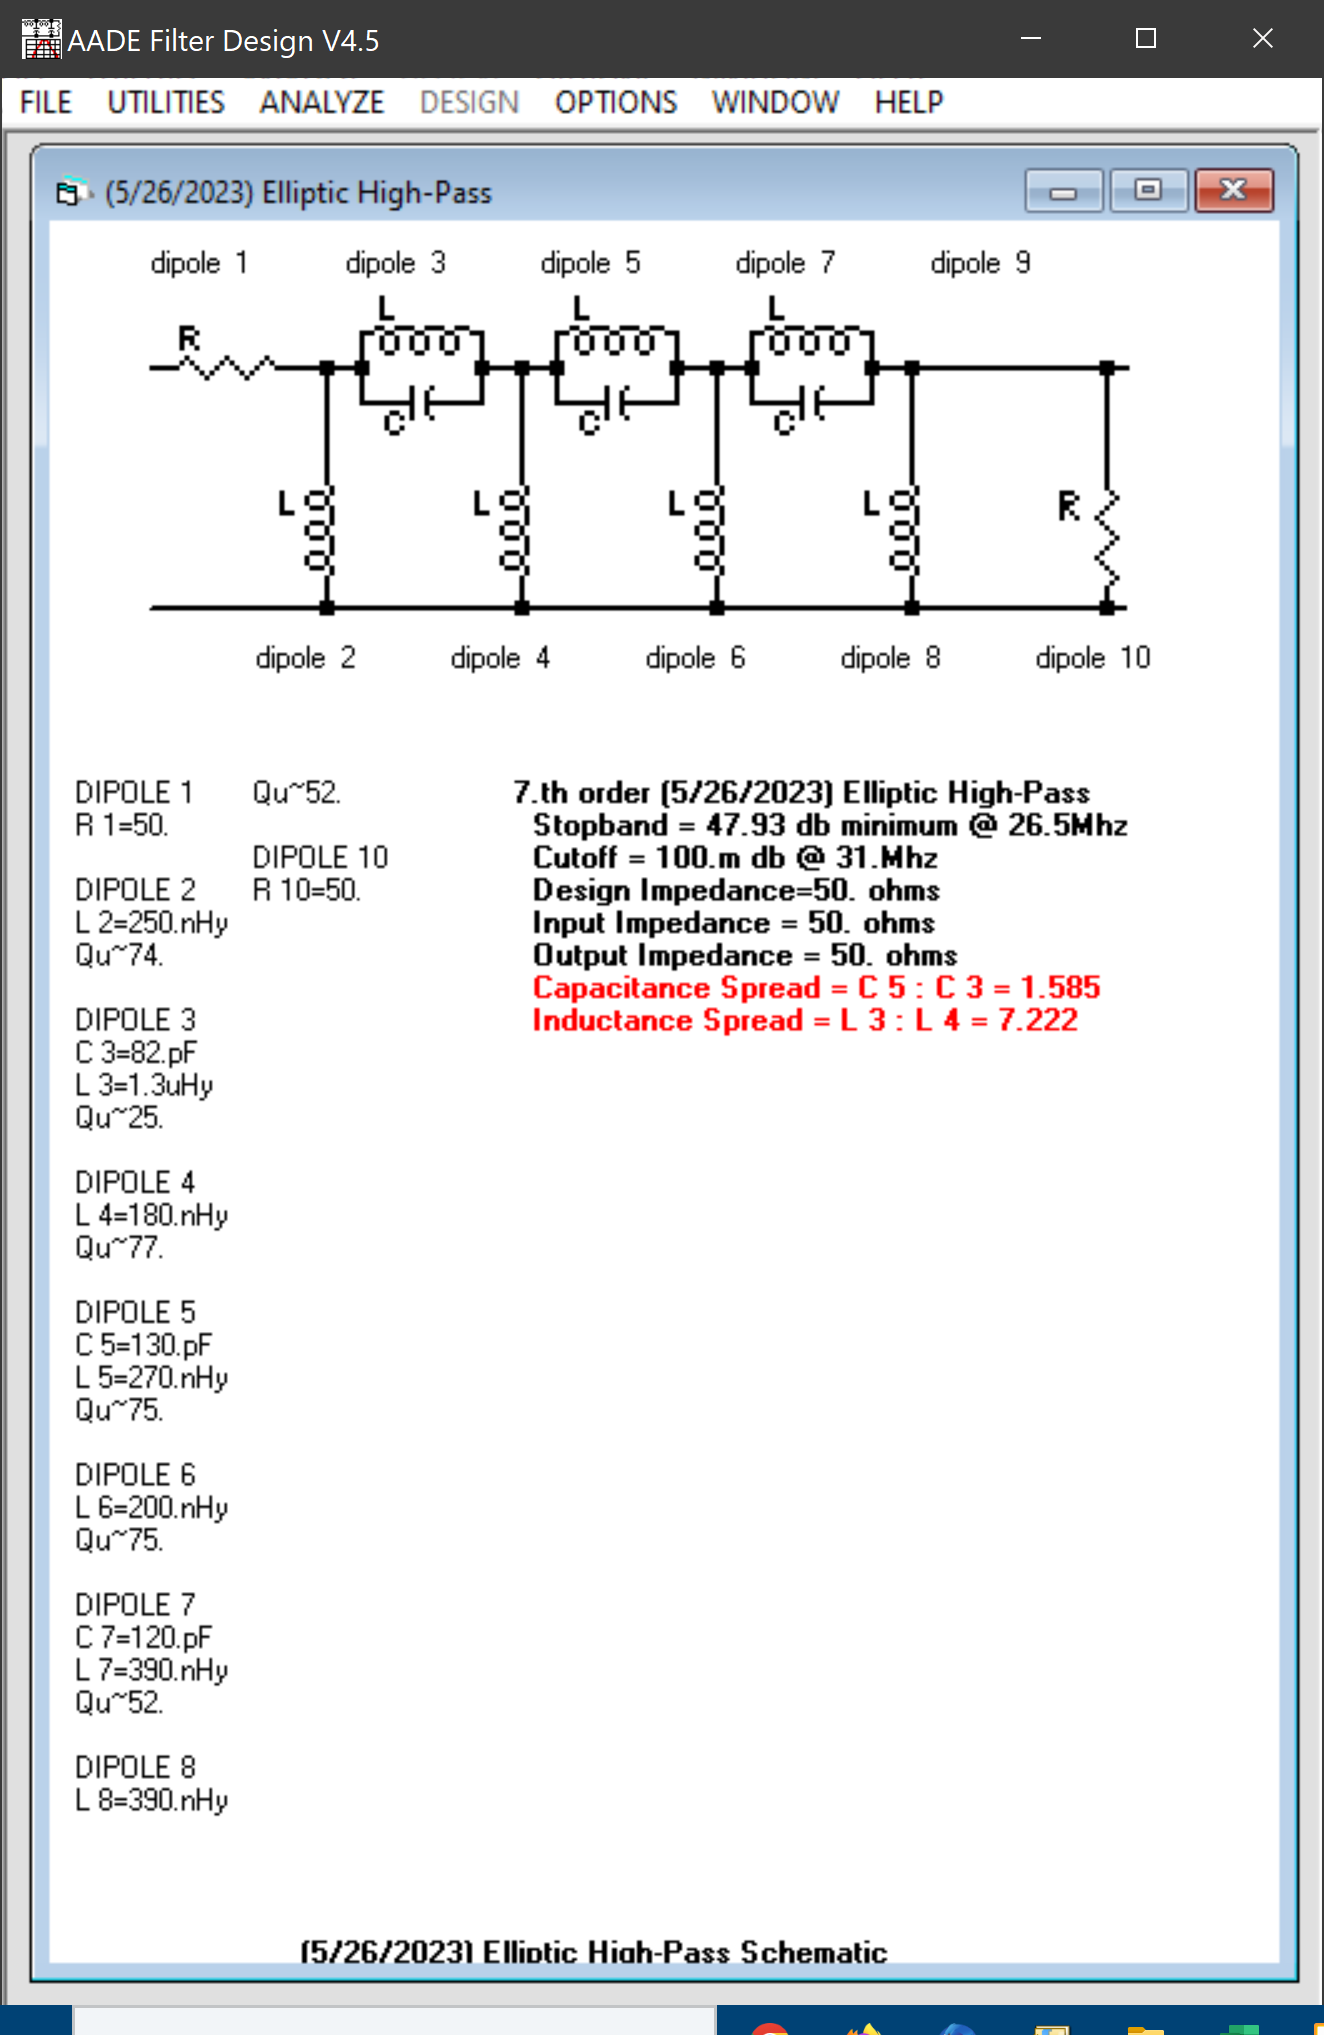 AADE Filter Design V4.5
FILE UTILITIES ANALYZE DESIGN OPTIONS WINDOW HELP
(5/26/2023) Elliptic High-Pass
dipole 1 dipole 3 dipole 5 dipole 7 dipole 9
L L L
R
C C C
L L L L R
dipole 2 dipole 4 dipole 6 dipole 8 dipole 10
DIPOLE 1
R 1=50.
DIPOLE 2
L 2=250.nHy
Qu~74.
DIPOLE 3
C 3=82.pF
L 3=1.3uHy
Qu~25.
DIPOLE 4
L 4=180.nHy
Qu~77.
DIPOLE 5
C 5=130.pF
L 5=270.nHy
Qu~75.
DIPOLE 6
L 6=200.nHy
Qu~75.
DIPOLE 7
C 7=120.pF
L 7=390.nHy
Qu~52.
DIPOLE 8
L 8=390.nHy
Qu~52.
DIPOLE 10
R 10=50.
7.th order (5/26/2023) Elliptic High-Pass
Stopband = 47.93 db minimum @ 26.5Mhz
Cutoff = 100.m db @ 31.Mhz
Design Impedance=50. ohms
Input Impedance = 50. ohms
Output Impedance = 50. ohms
Capacitance Spread = C 5 : C 3 = 1.585
Inductance Spread = L 3 : L 4 = 7.222
(5/26/2023) Elliptic High-Pass Schematic